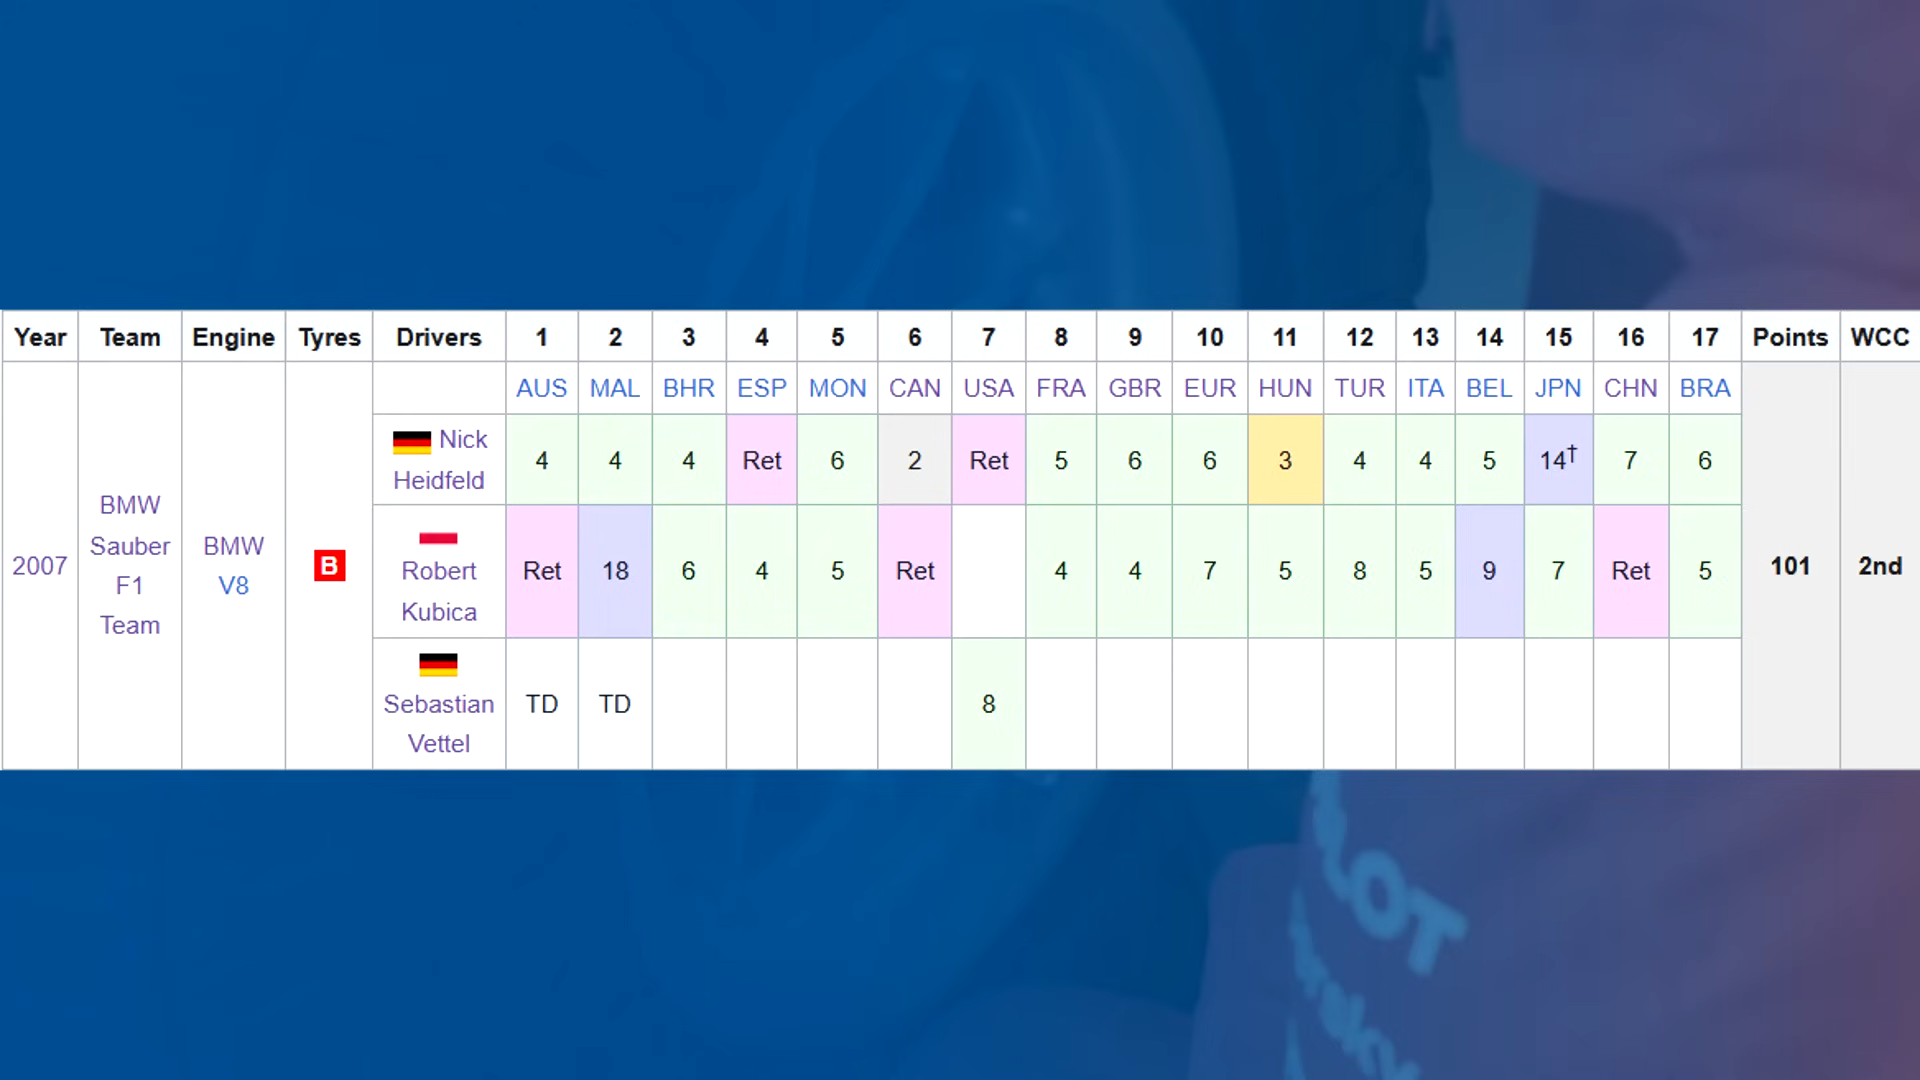 Year Team Engine Tyres Drivers 1 2 3 4 5 6 7 8 9 10 11 12 13 14 15 16 17 Points WCC
AUS MAL BHR ESP MON CAN USA FRA GBR EUR HUN TUR ITA BEL JPN CHN BRA
2007
BMW
Sauber
F1
Team
BMW
V8
B
Nick
Heidfeld
4 4 4 Ret 6 2 Ret 5 6 6 3 4 4 5 14† 7 6
Robert
Kubica
Ret 18 6 4 5 Ret 4 4 7 5 8 5 9 7 Ret 5
Sebastian
Vettel
TD TD 8
101 2nd